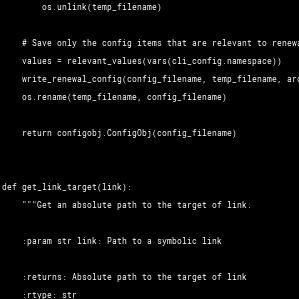 os.unlink(temp_filename)
# Save only the config items that are relevant to
values = relevant_values(vars(cli_config.namespace))
write_renewal_config(config_filename, temp_filename,
os.rename(temp_filename, config_filename)
return configobj.ConfigObj(config_filename)
def get_link_target(link):
"""Get an absolute path to the target of link.
:param str link: Path to a symbolic link
:returns: Absolute path to the target of link
:rtype: str